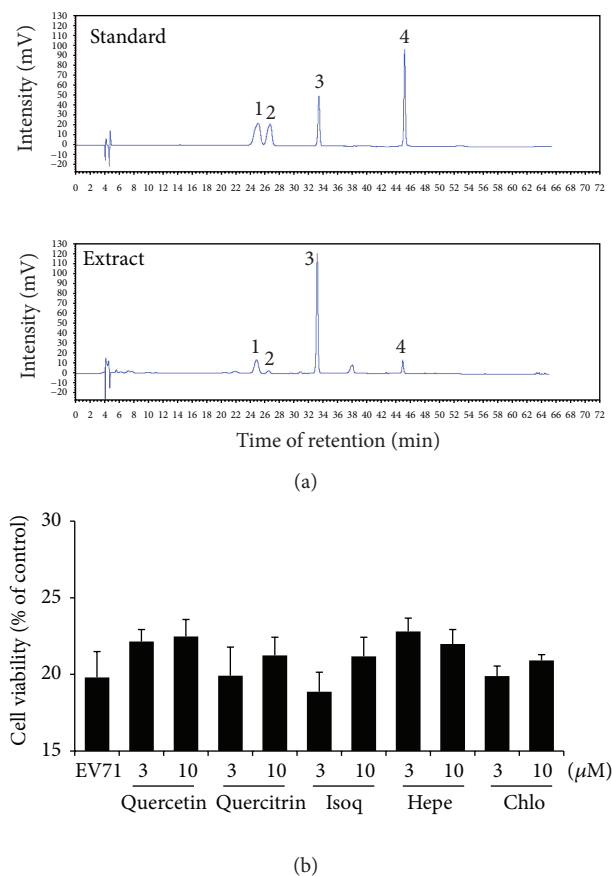 Standard
Intensity (mV)
130
120
110
100
90
80
70
60
50
40
30
20
10
0
−10
−20
1 2 3 4
0 2 4 6 8 10 12 14 16 18 20 22 24 26 28 30 32 34 36 38 40 42 44 46 48 50 52 54 56 58 60 62 64 66 68 70 72
Extract
Intensity (mV)
130
120
110
100
90
80
70
60
50
40
30
20
10
0
−10
−20
1 2 3 4
0 2 4 6 8 10 12 14 16 18 20 22 24 26 28 30 32 34 36 38 40 42 44 46 48 50 52 54 56 58 60 62 64 66 68 70 72
Time of retention (min)
(a)
Cell viability (% of control)
30
25
20
15
EV71 3 10 3 10 3 10 3 10 3 10 (μM)
Quercetin Quercitrin Isoq Hepe Chlo
(b)